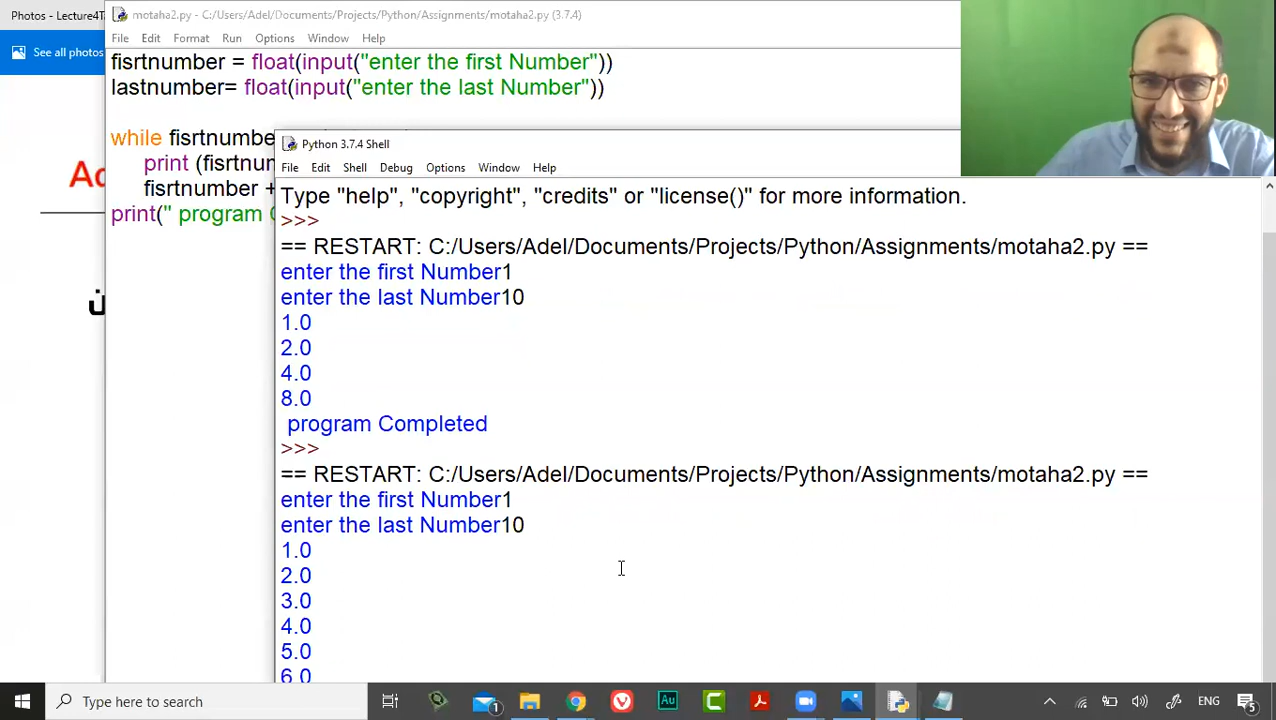 motaha2.py - C:/Users/Adel/Documents/Projects/Python/Assignments/motaha2.py (3.7.4)
Photos - Lecture4T
File Edit Format Run Options Window Help
See all photos
fisrtnumber = float(input("enter the first Number"))
lastnumber= float(input("enter the last Number"))
while fisrtnumbe
print (fisrtnun
fisrtnumber +
print(" program C
Ad
ن
Python 3.7.4 Shell
File Edit Shell Debug Options Window Help
Type "help", "copyright", "credits" or "license()" for more information.
>>>
== RESTART: C:/Users/Adel/Documents/Projects/Python/Assignments/motaha2.py ==
enter the first Number1
enter the last Number10
1.0
2.0
4.0
8.0
program Completed
>>>
== RESTART: C:/Users/Adel/Documents/Projects/Python/Assignments/motaha2.py ==
enter the first Number1
enter the last Number10
1.0
2.0
3.0
4.0
5.0
6.0
Type here to search
1
Au
ENG
5